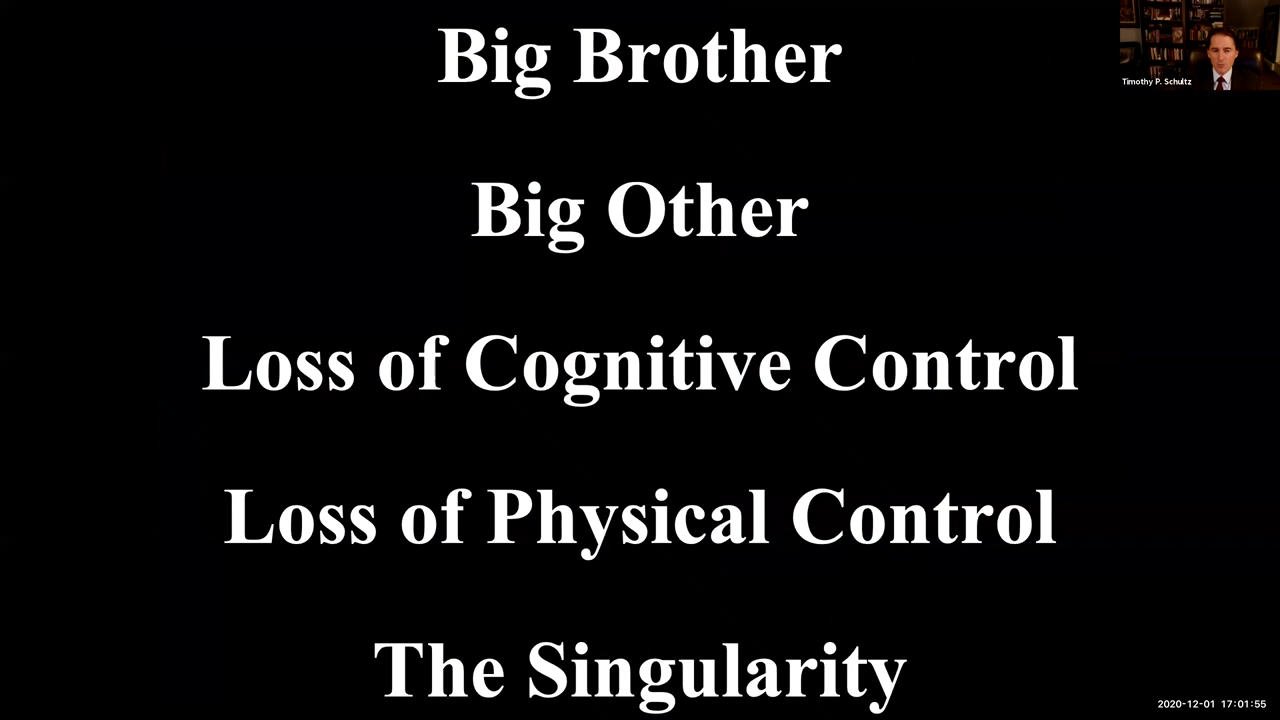 Big Brother
Timothy P. Schultz
Big Other
Loss of Cognitive Control
Loss of Physical Control
The Singularity
2020-12-01 17:01:55